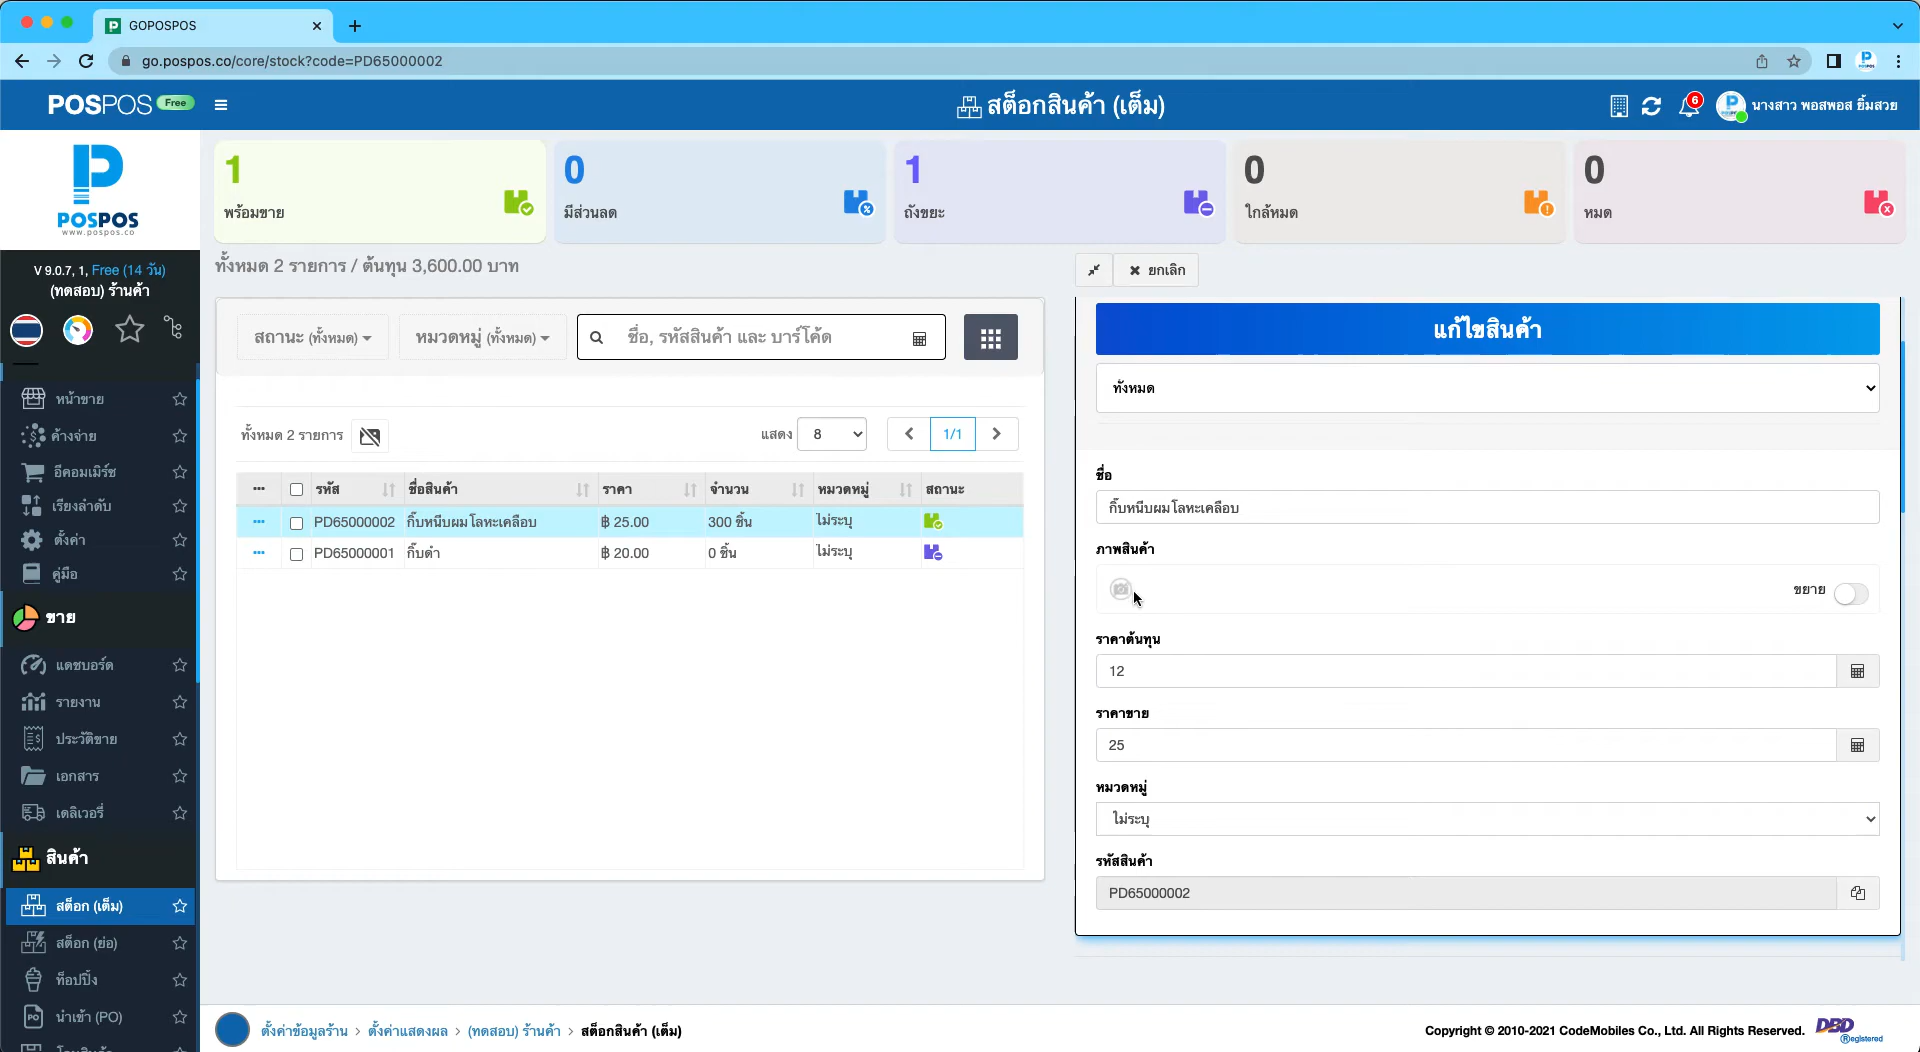 GOPOSPOS
go.pospos.co/core/stock?code=PD65000002
POSPOS Free
สต็อกสินค้า (เต็ม)
6
นางสาว พอสพอส ยิ้มสวย
POSPOS
www.pospos.co
V 9.0.7, 1, Free (14 วัน)
(ทดสอบ) ร้านค้า
หน้าขาย
ค้างจ่าย
อีคอมเมิร์ซ
เรียงลำดับ
ตั้งค่า
คู่มือ
ขาย
แดชบอร์ด
รายงาน
ประวัติขาย
เอกสาร
เดลิเวอรี่
สินค้า
สต็อก (เต็ม)
สต็อก (ย่อ)
ท็อปปิ้ง
นำเข้า (PO)
1
พร้อมขาย
0
มีส่วนลด
1
ถังขยะ
0
ใกล้หมด
0
หมด
ทั้งหมด 2 รายการ / ต้นทุน 3,600.00 บาท
สถานะ (ทั้งหมด)
หมวดหมู่ (ทั้งหมด)
ชื่อ, รหัสสินค้า และ บาร์โค้ด
ทั้งหมด 2 รายการ
แสดง 8
1/1
รหัส ชื่อสินค้า ราคา จำนวน หมวดหมู่ สถานะ
PD65000002 กิ๊บหนีบผม โลหะเคลือบ ฿ 25.00 300 ชิ้น ไม่ระบุ
PD65000001 กิ๊บดำ ฿ 20.00 0 ชิ้น ไม่ระบุ
ยกเลิก
แก้ไขสินค้า
ทั้งหมด
ชื่อ
กิ๊บหนีบผม โลหะเคลือบ
ภาพสินค้า
ขยาย
ราคาต้นทุน
12
ราคาขาย
25
หมวดหมู่
ไม่ระบุ
รหัสสินค้า
PD65000002
ตั้งค่าข้อมูลร้าน > ตั้งค่าแสดงผล > (ทดสอบ) ร้านค้า > สต็อกสินค้า (เต็ม)
Copyright © 2010-2021 CodeMobiles Co., Ltd. All Rights Reserved.
DBD
Registered